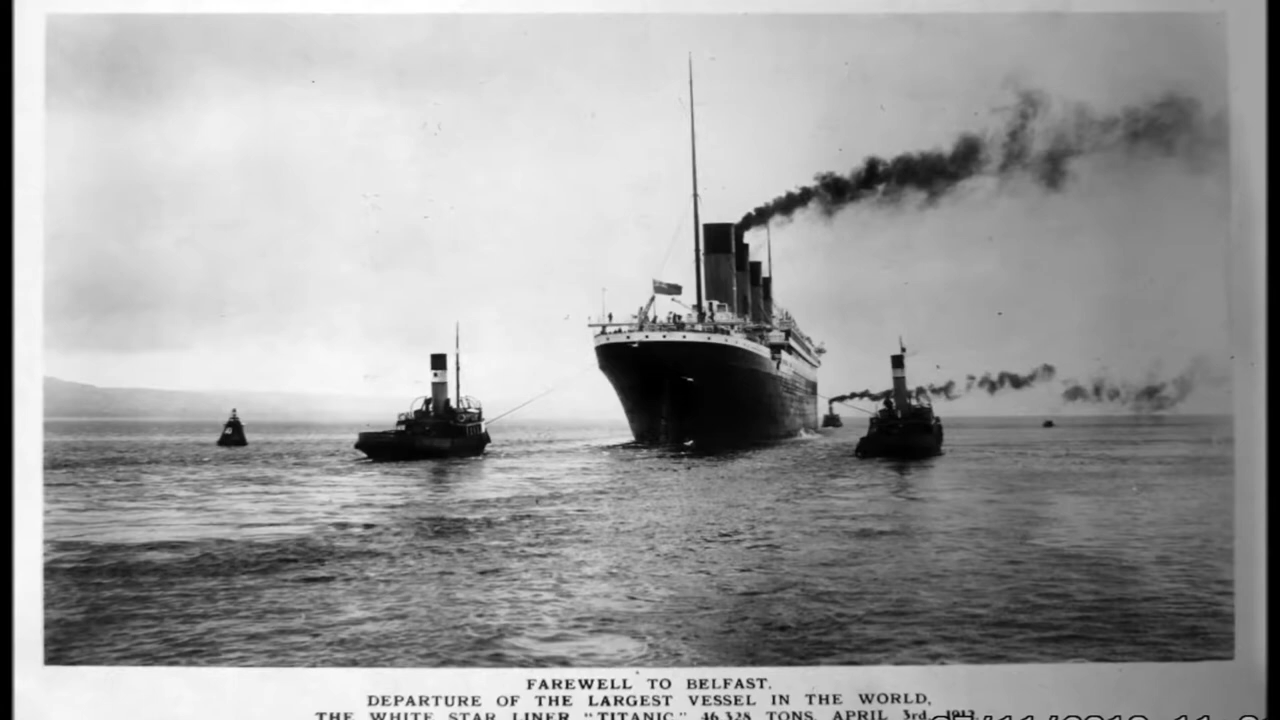 FAREWELL TO BELFAST.
DEPARTURE OF THE LARGEST VESSEL IN THE WORLD,
THE WHITE STAR LINER "TITANIC" 46,328 TONS, APRIL 3rd, 1912